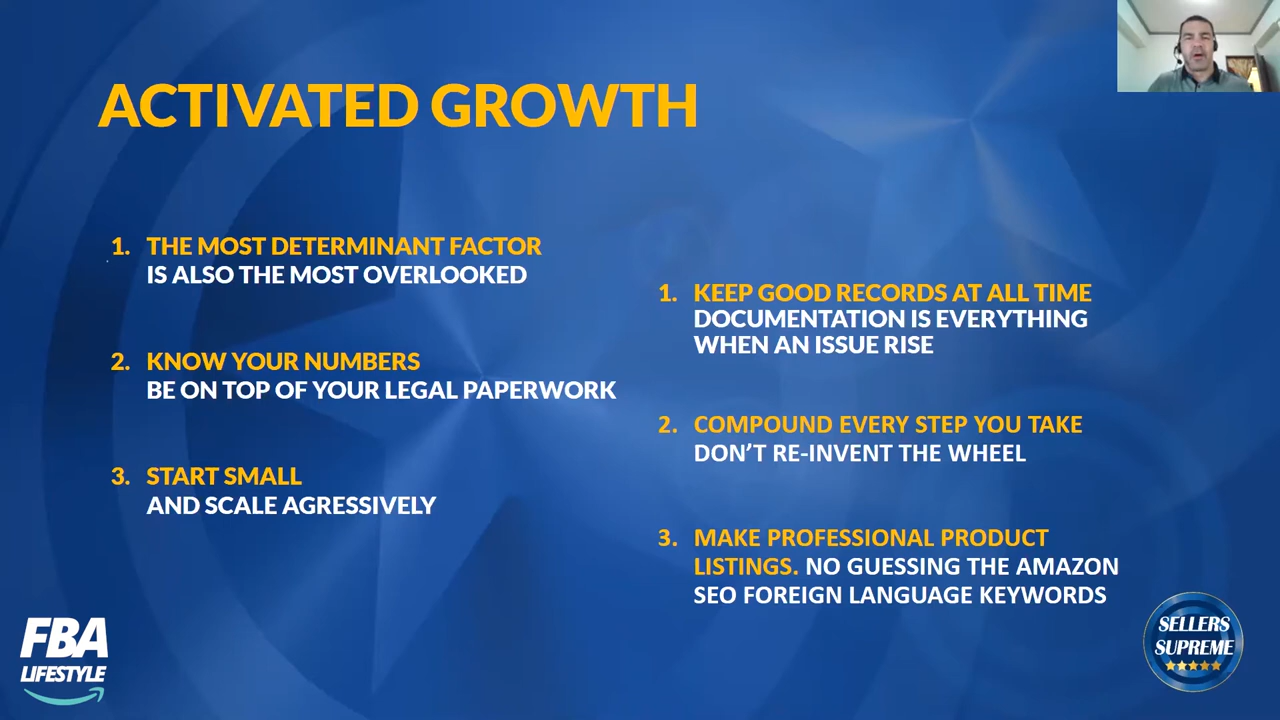 ACTIVATED GROWTH
1. THE MOST DETERMINANT FACTOR
IS ALSO THE MOST OVERLOOKED
2. KNOW YOUR NUMBERS
BE ON TOP OF YOUR LEGAL PAPERWORK
3. START SMALL
AND SCALE AGRESSIVELY
1. KEEP GOOD RECORDS AT ALL TIME
DOCUMENTATION IS EVERYTHING
WHEN AN ISSUE RISE
2. COMPOUND EVERY STEP YOU TAKE
DON’T RE-INVENT THE WHEEL
3. MAKE PROFESSIONAL PRODUCT
LISTINGS. NO GUESSING THE AMAZON
SEO FOREIGN LANGUAGE KEYWORDS
FBA
LIFESTYLE
SELLERS
SUPREME